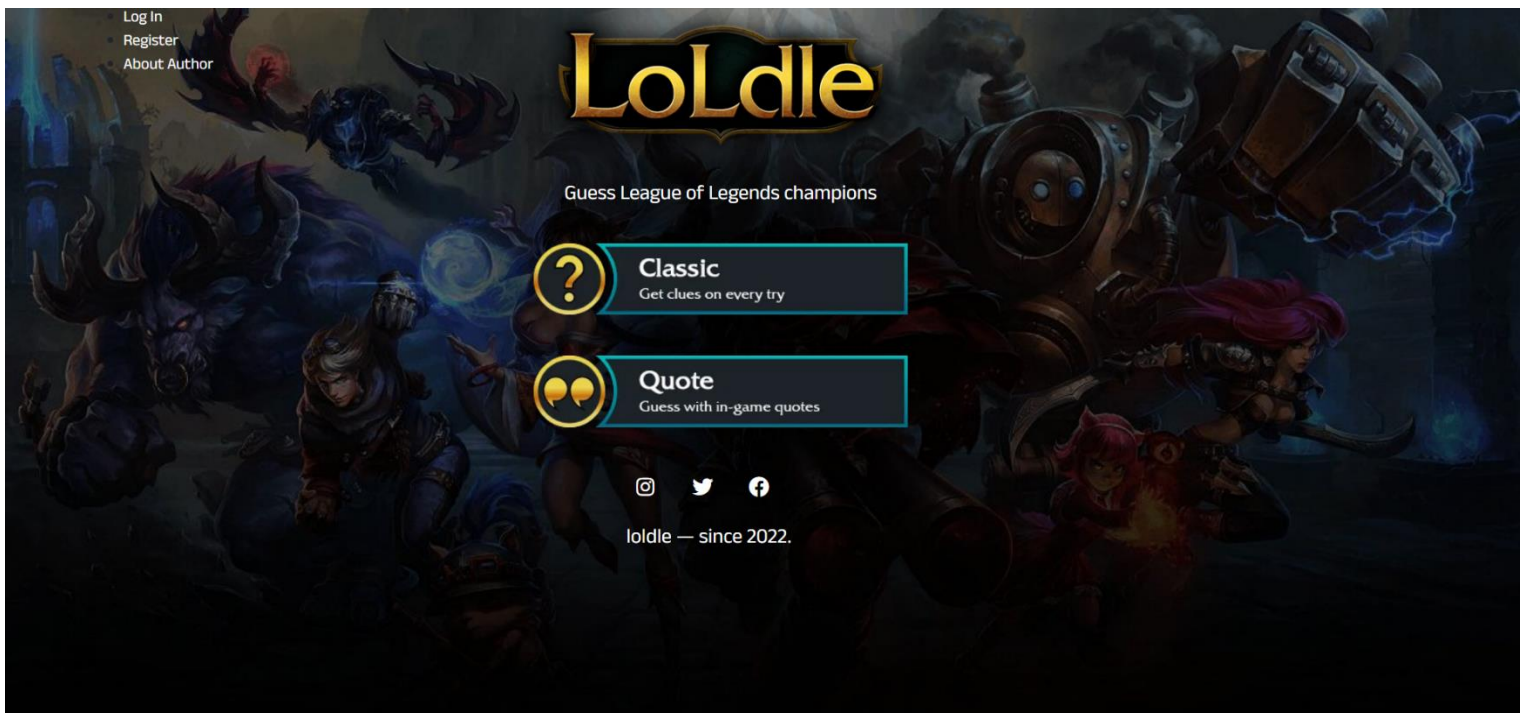 Log In
Register
About Author
LoLdle
Guess League of Legends champions
?
Classic
Get clues on every try
Quote
Guess with in-game quotes
loldle — since 2022.